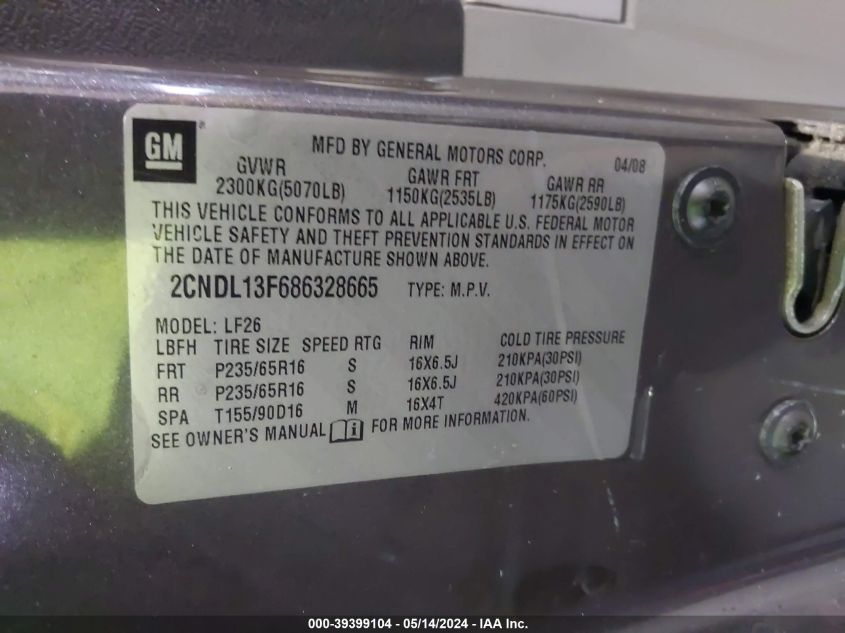 GM
MFD BY GENERAL MOTORS CORP. 04/08
GVWR GAWR FRT GAWR RR
2300KG(5070LB) 1150KG(2535LB) 1175KG(2590LB)
THIS VEHICLE CONFORMS TO ALL APPLICABLE U.S. FEDERAL MOTOR
VEHICLE SAFETY AND THEFT PREVENTION STANDARDS IN EFFECT ON
THE DATE OF MANUFACTURE SHOWN ABOVE.
2CNDL13F686328665 TYPE: M.P.V.
MODEL: LF26
LBFH TIRE SIZE SPEED RTG RIM COLD TIRE PRESSURE
FRT P235/65R16 S 16X6.5J 210KPA(30PSI)
RR P235/65R16 S 16X6.5J 210KPA(30PSI)
SPA T155/90D16 M 16X4T 420KPA(60PSI)
SEE OWNER'S MANUAL i FOR MORE INFORMATION.
000-39399104 - 05/14/2024 - IAAI Inc.